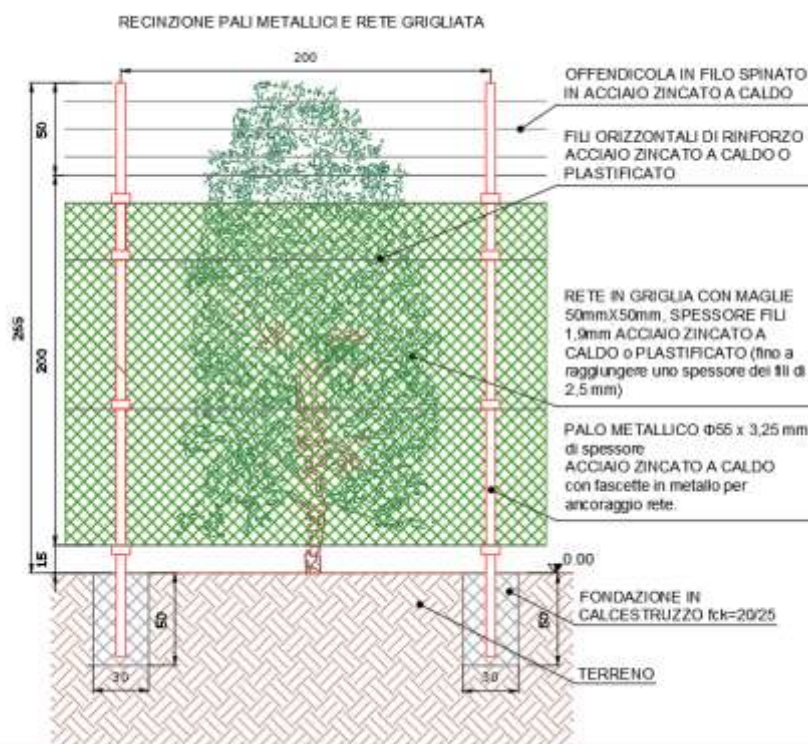 RECINZIONE PALI METALLICI E RETE GRIGLIATA
200
OFFENDICOLA IN FILO SPINATO
IN ACCIAIO ZINCATO A CALDO
50
FILI ORIZZONTALI DI RINFORZO
ACCIAIO ZINCATO A CALDO O
PLASTIFICATO
265
200
RETE IN GRIGLIA CON MAGLIE
50mmX50mm, SPESSORE FILI
1,9mm ACCIAIO ZINCATO A
CALDO o PLASTIFICATO (fino a
raggiungere uno spessore dei fili di
2,5 mm)
PALO METALLICO Φ55 x 3,25 mm
di spessore
ACCIAIO ZINCATO A CALDO
con fascette in metallo per
ancoraggio rete.
15
0.00
50
50
FONDAZIONE IN
CALCESTRUZZO fck=20/25
30
30
TERRENO